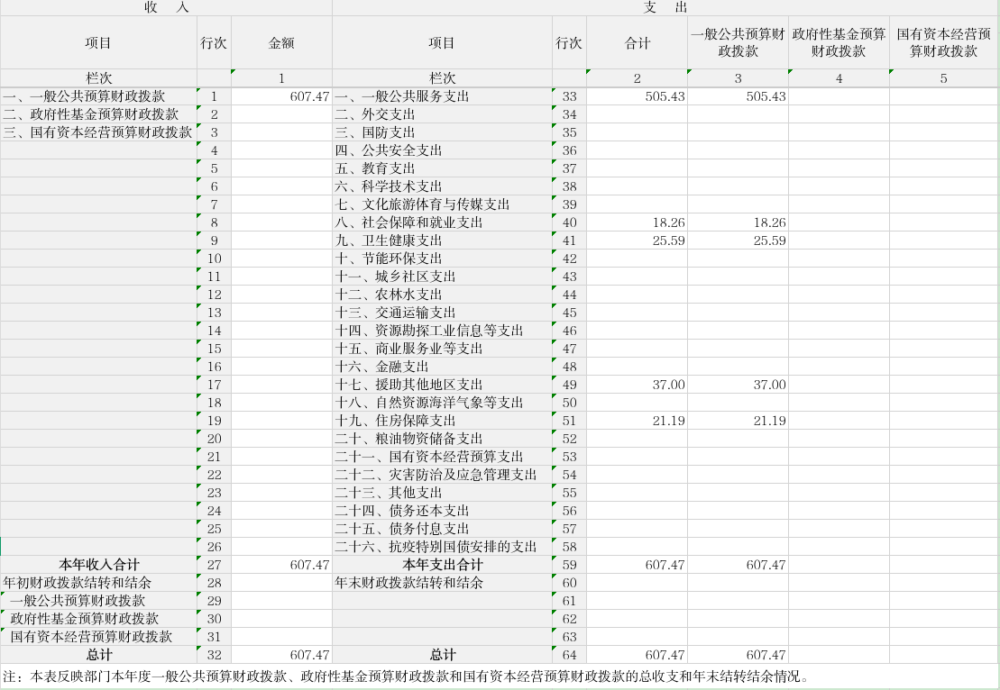 收 入 支 出
项目 行次 金额 项目 行次 合计 一般公共预算财政拨款 政府性基金预算财政拨款 国有资本经营预算财政拨款
栏次 1 栏次 2 3 4 5
一、一般公共预算财政拨款 1 607.47 一、一般公共服务支出 33 505.43 505.43
二、政府性基金预算财政拨款 2 二、外交支出 34
三、国有资本经营预算财政拨款 3 三、国防支出 35
4 四、公共安全支出 36
5 五、教育支出 37
6 六、科学技术支出 38
7 七、文化旅游体育与传媒支出 39
8 八、社会保障和就业支出 40 18.26 18.26
9 九、卫生健康支出 41 25.59 25.59
10 十、节能环保支出 42
11 十一、城乡社区支出 43
12 十二、农林水支出 44
13 十三、交通运输支出 45
14 十四、资源勘探工业信息等支出 46
15 十五、商业服务业等支出 47
16 十六、金融支出 48
17 十七、援助其他地区支出 49 37.00 37.00
18 十八、自然资源海洋气象等支出 50
19 十九、住房保障支出 51 21.19 21.19
20 二十、粮油物资储备支出 52
21 二十一、国有资本经营预算支出 53
22 二十二、灾害防治及应急管理支出 54
23 二十三、其他支出 55
24 二十四、债务还本支出 56
25 二十五、债务付息支出 57
26 二十六、抗疫特别国债安排的支出 58
本年收入合计 27 607.47 本年支出合计 59 607.47 607.47
年初财政拨款结转和结余 28 年末财政拨款结转和结余 60
一般公共预算财政拨款 29 61
政府性基金预算财政拨款 30 62
国有资本经营预算财政拨款 31 63
总计 32 607.47 总计 64 607.47 607.47
注：本表反映部门本年度一般公共预算财政拨款、政府性基金预算财政拨款和国有资本经营预算财政拨款的总收支和年末结转结余情况。